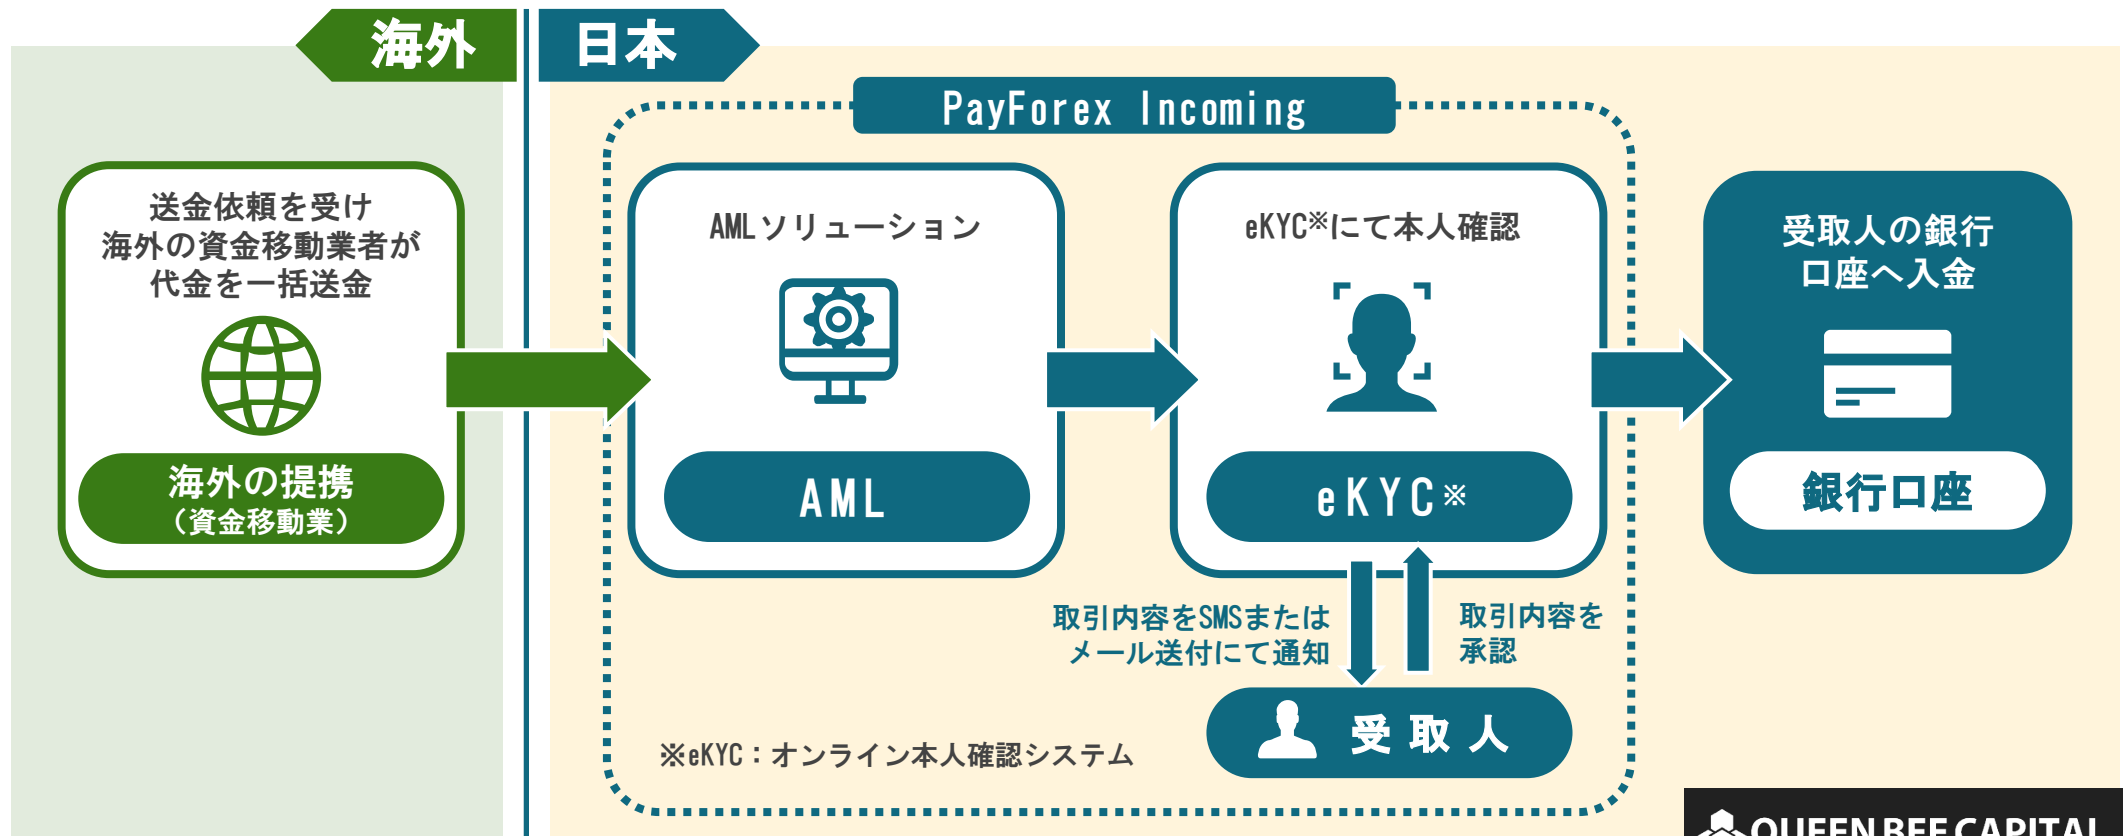 海外
日本
PayForex Incoming
送金依頼を受け
海外の資金移動業者が
代金を一括送金
海外の提携
（資金移動業）
AMLソリューション
AML
eKYC※にて本人確認
eKYC※
受取人の銀行
口座へ入金
銀行口座
取引内容をSMSまたは
メール送付にて通知
取引内容を
承認
受取人
※eKYC：オンライン本人確認システム
QUEEN BEE CAPITAL